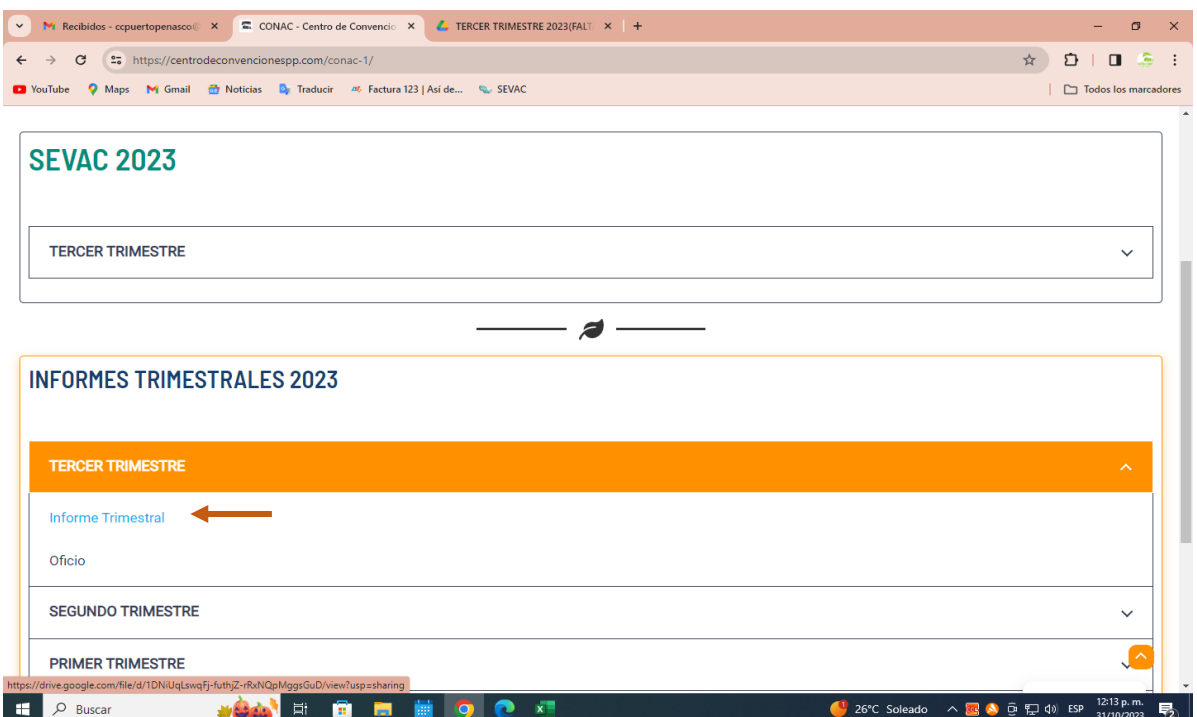 Recibidos - ccpuertopenasco@
CONAC - Centro de Convencio
TERCER TRIMESTRE 2023(FALT
https://centrodeconvencionespp.com/conac-1/
YouTube Maps Gmail Noticias Traducir Factura 123 | Así de... SEVAC Todos los marcadores
SEVAC 2023
TERCER TRIMESTRE
INFORMES TRIMESTRALES 2023
TERCER TRIMESTRE
Informe Trimestral
Oficio
SEGUNDO TRIMESTRE
PRIMER TRIMESTRE
https://drive.google.com/file/d/1DNiUqLswqFj-futhjZ-rRxNQpMggsGuD/view?usp=sharing
Buscar
26°C Soleado
ESP
12:13 p. m.
31/10/2023